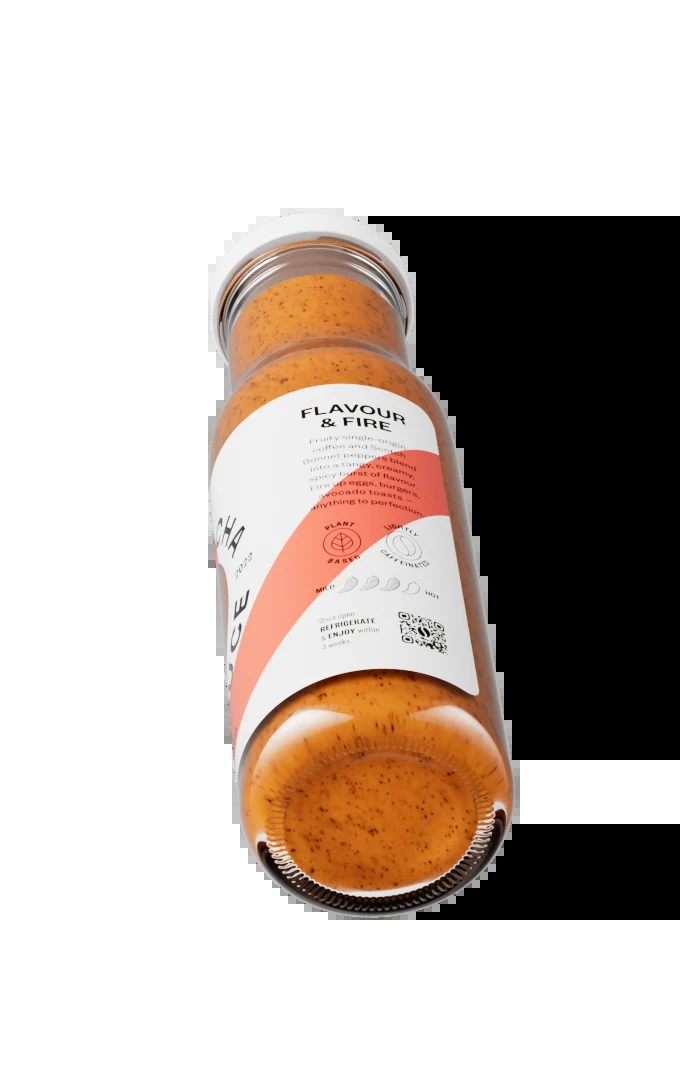 FLAVOUR
& FIRE
Fruity single-origin
coffee and Scotch
Bonnet peppers blend
into a tangy, creamy,
spicy burst of flavour.
Fire up eggs, burgers,
avocado toasts –
anything to perfection.
PLANT
BASED
LIGHTLY
CAFFEINATED
MILD
HOT
Once open
REFRIGERATE
& ENJOY within
3 weeks
CHA
UCE